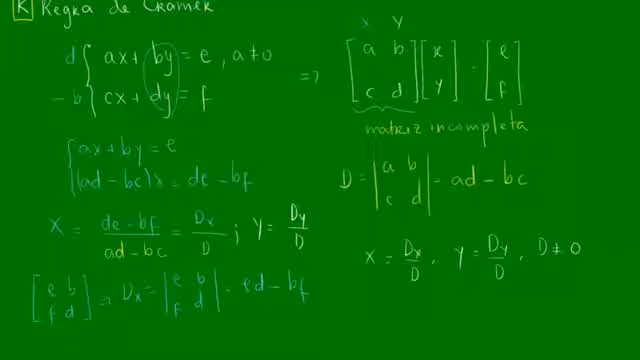 K Regra de Cramer
d { ax + by = e , a ≠ 0
-b { cx + dy = f
{ ax + by = e
(ad - bc)x = de - bf
X = de - bf / ad - bc = Dx / D ; Y = Dy / D
[ e b ; f d ] => Dx = | e b ; f d | = ed - bf
X Y
=> [ a b ; c d ] [ x ; y ] = [ e ; f ]
matriz incompleta
D = | a b ; c d | = ad - bc
X = Dx / D , Y = Dy / D , D ≠ 0